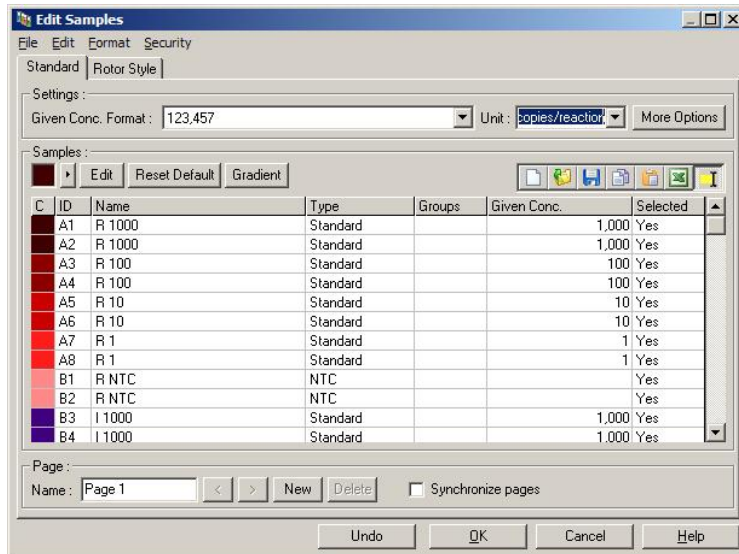 Edit Samples
File Edit Format Security
Standard Rotor Style
Settings :
Given Conc. Format : 123,457 Unit : copies/reaction More Options
Samples :
Edit Reset Default Gradient
C ID Name Type Groups Given Conc. Selected
A1 R 1000 Standard 1,000 Yes
A2 R 1000 Standard 1,000 Yes
A3 R 100 Standard 100 Yes
A4 R 100 Standard 100 Yes
A5 R 10 Standard 10 Yes
A6 R 10 Standard 10 Yes
A7 R 1 Standard 1 Yes
A8 R 1 Standard 1 Yes
B1 R NTC NTC Yes
B2 R NTC NTC Yes
B3 I 1000 Standard 1,000 Yes
B4 I 1000 Standard 1,000 Yes
Page :
Name : Page 1 < > New Delete Synchronize pages
Undo OK Cancel Help